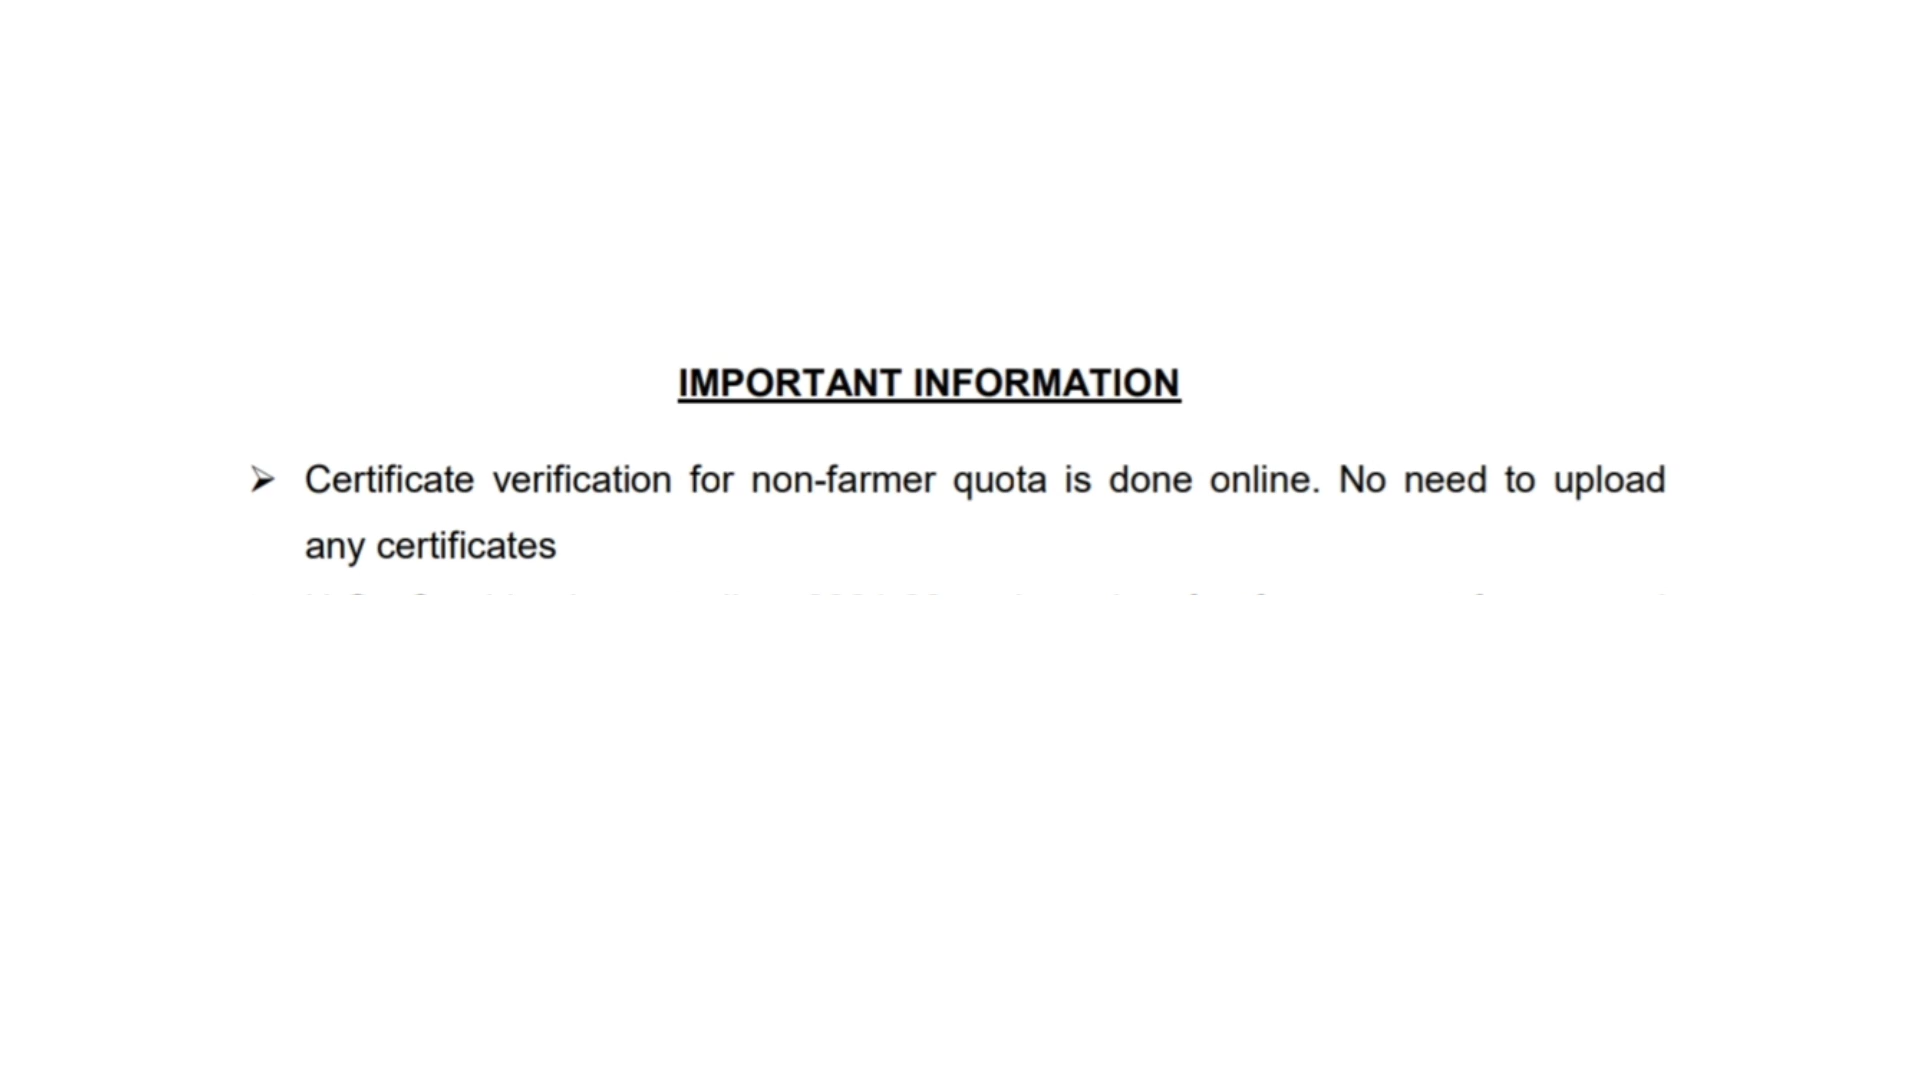 IMPORTANT INFORMATION
➢ Certificate verification for non-farmer quota is done online. No need to upload
any certificates